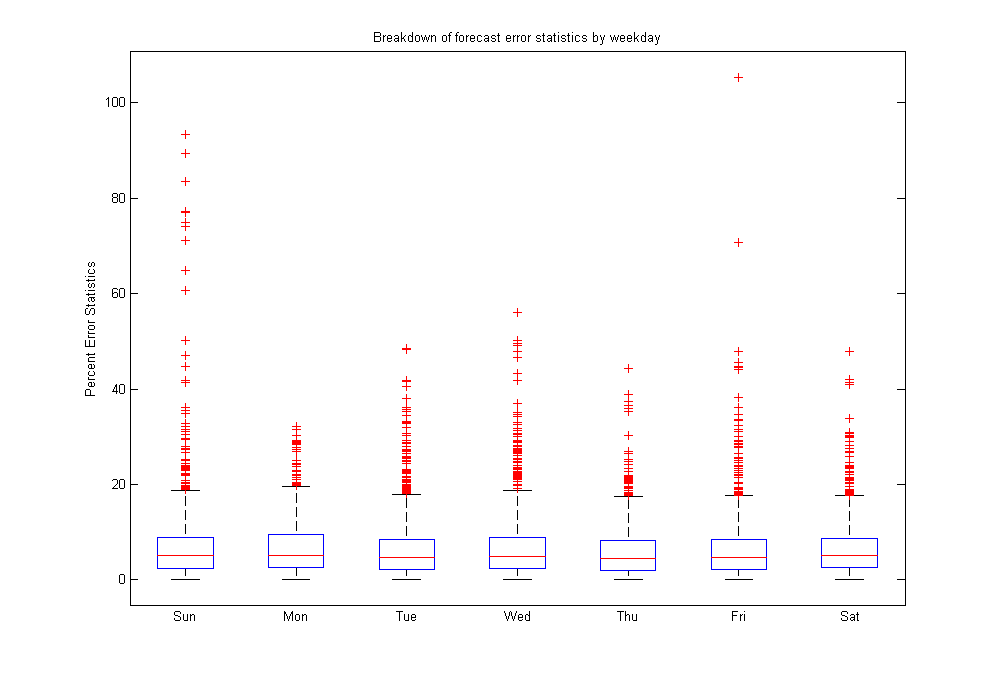 Breakdown of forecast error statistics by weekday
100
80
60
40
20
0
Percent Error Statistics
Sun Mon Tue Wed Thu Fri Sat